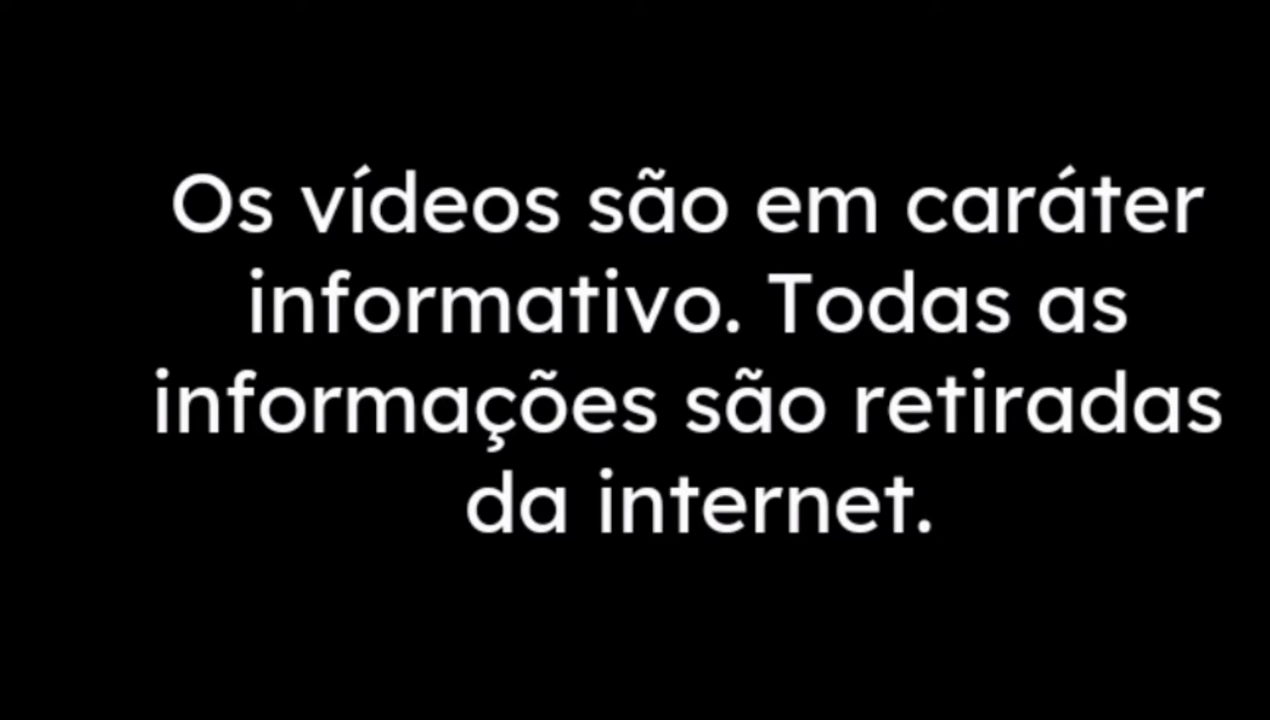 Os vídeos são em caráter
informativo. Todas as
informações são retiradas
da internet.